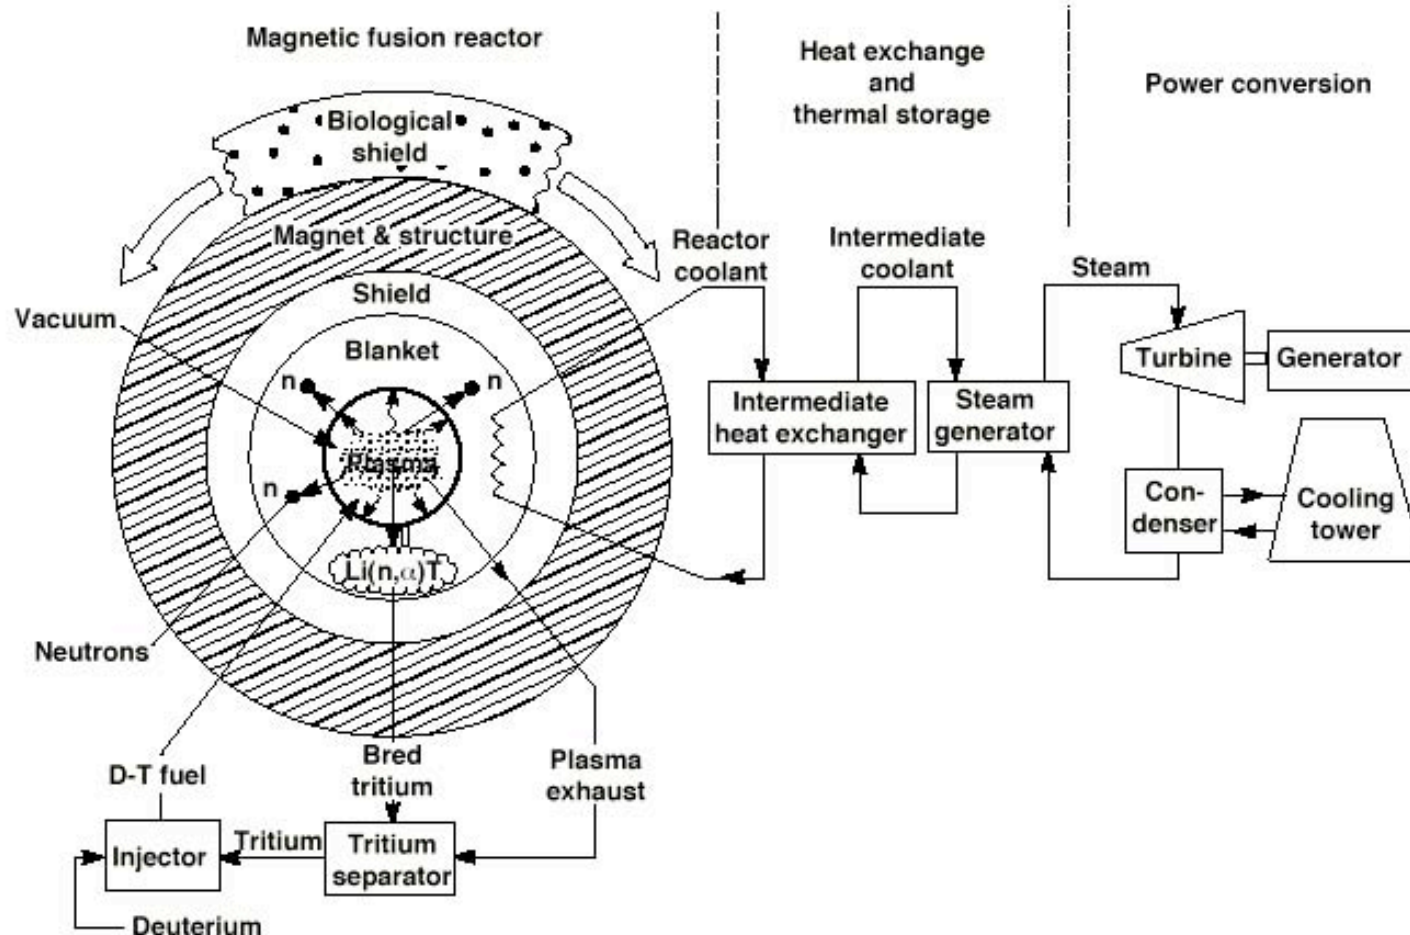 Magnetic fusion reactor
Heat exchange
and
thermal storage
Power conversion
Biological
shield
Magnet & structure
Shield
Blanket
Vacuum
n
n
n
Plasma
Li(n,α)T
Neutrons
Reactor
coolant
Intermediate
coolant
Steam
Intermediate
heat exchanger
Steam
generator
Turbine
Generator
Con-
denser
Cooling
tower
D-T fuel
Bred
tritium
Plasma
exhaust
Injector
Tritium
Tritium
separator
Deuterium